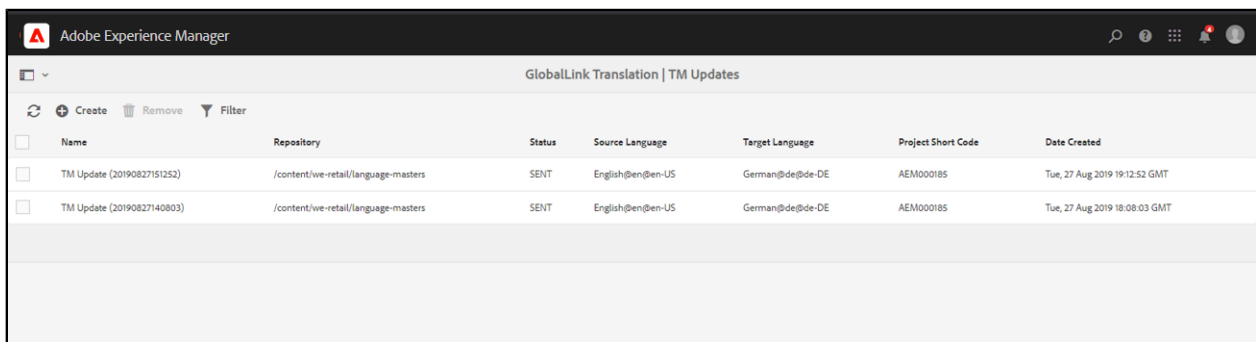 Adobe Experience Manager
4
GlobalLink Translation | TM Updates
Create Remove Filter
Name Repository Status Source Language Target Language Project Short Code Date Created
TM Update (20190827151252) /content/we-retail/language-masters SENT English@en@en-US German@de@de-DE AEM000185 Tue, 27 Aug 2019 19:12:52 GMT
TM Update (20190827140803) /content/we-retail/language-masters SENT English@en@en-US German@de@de-DE AEM000185 Tue, 27 Aug 2019 18:08:03 GMT